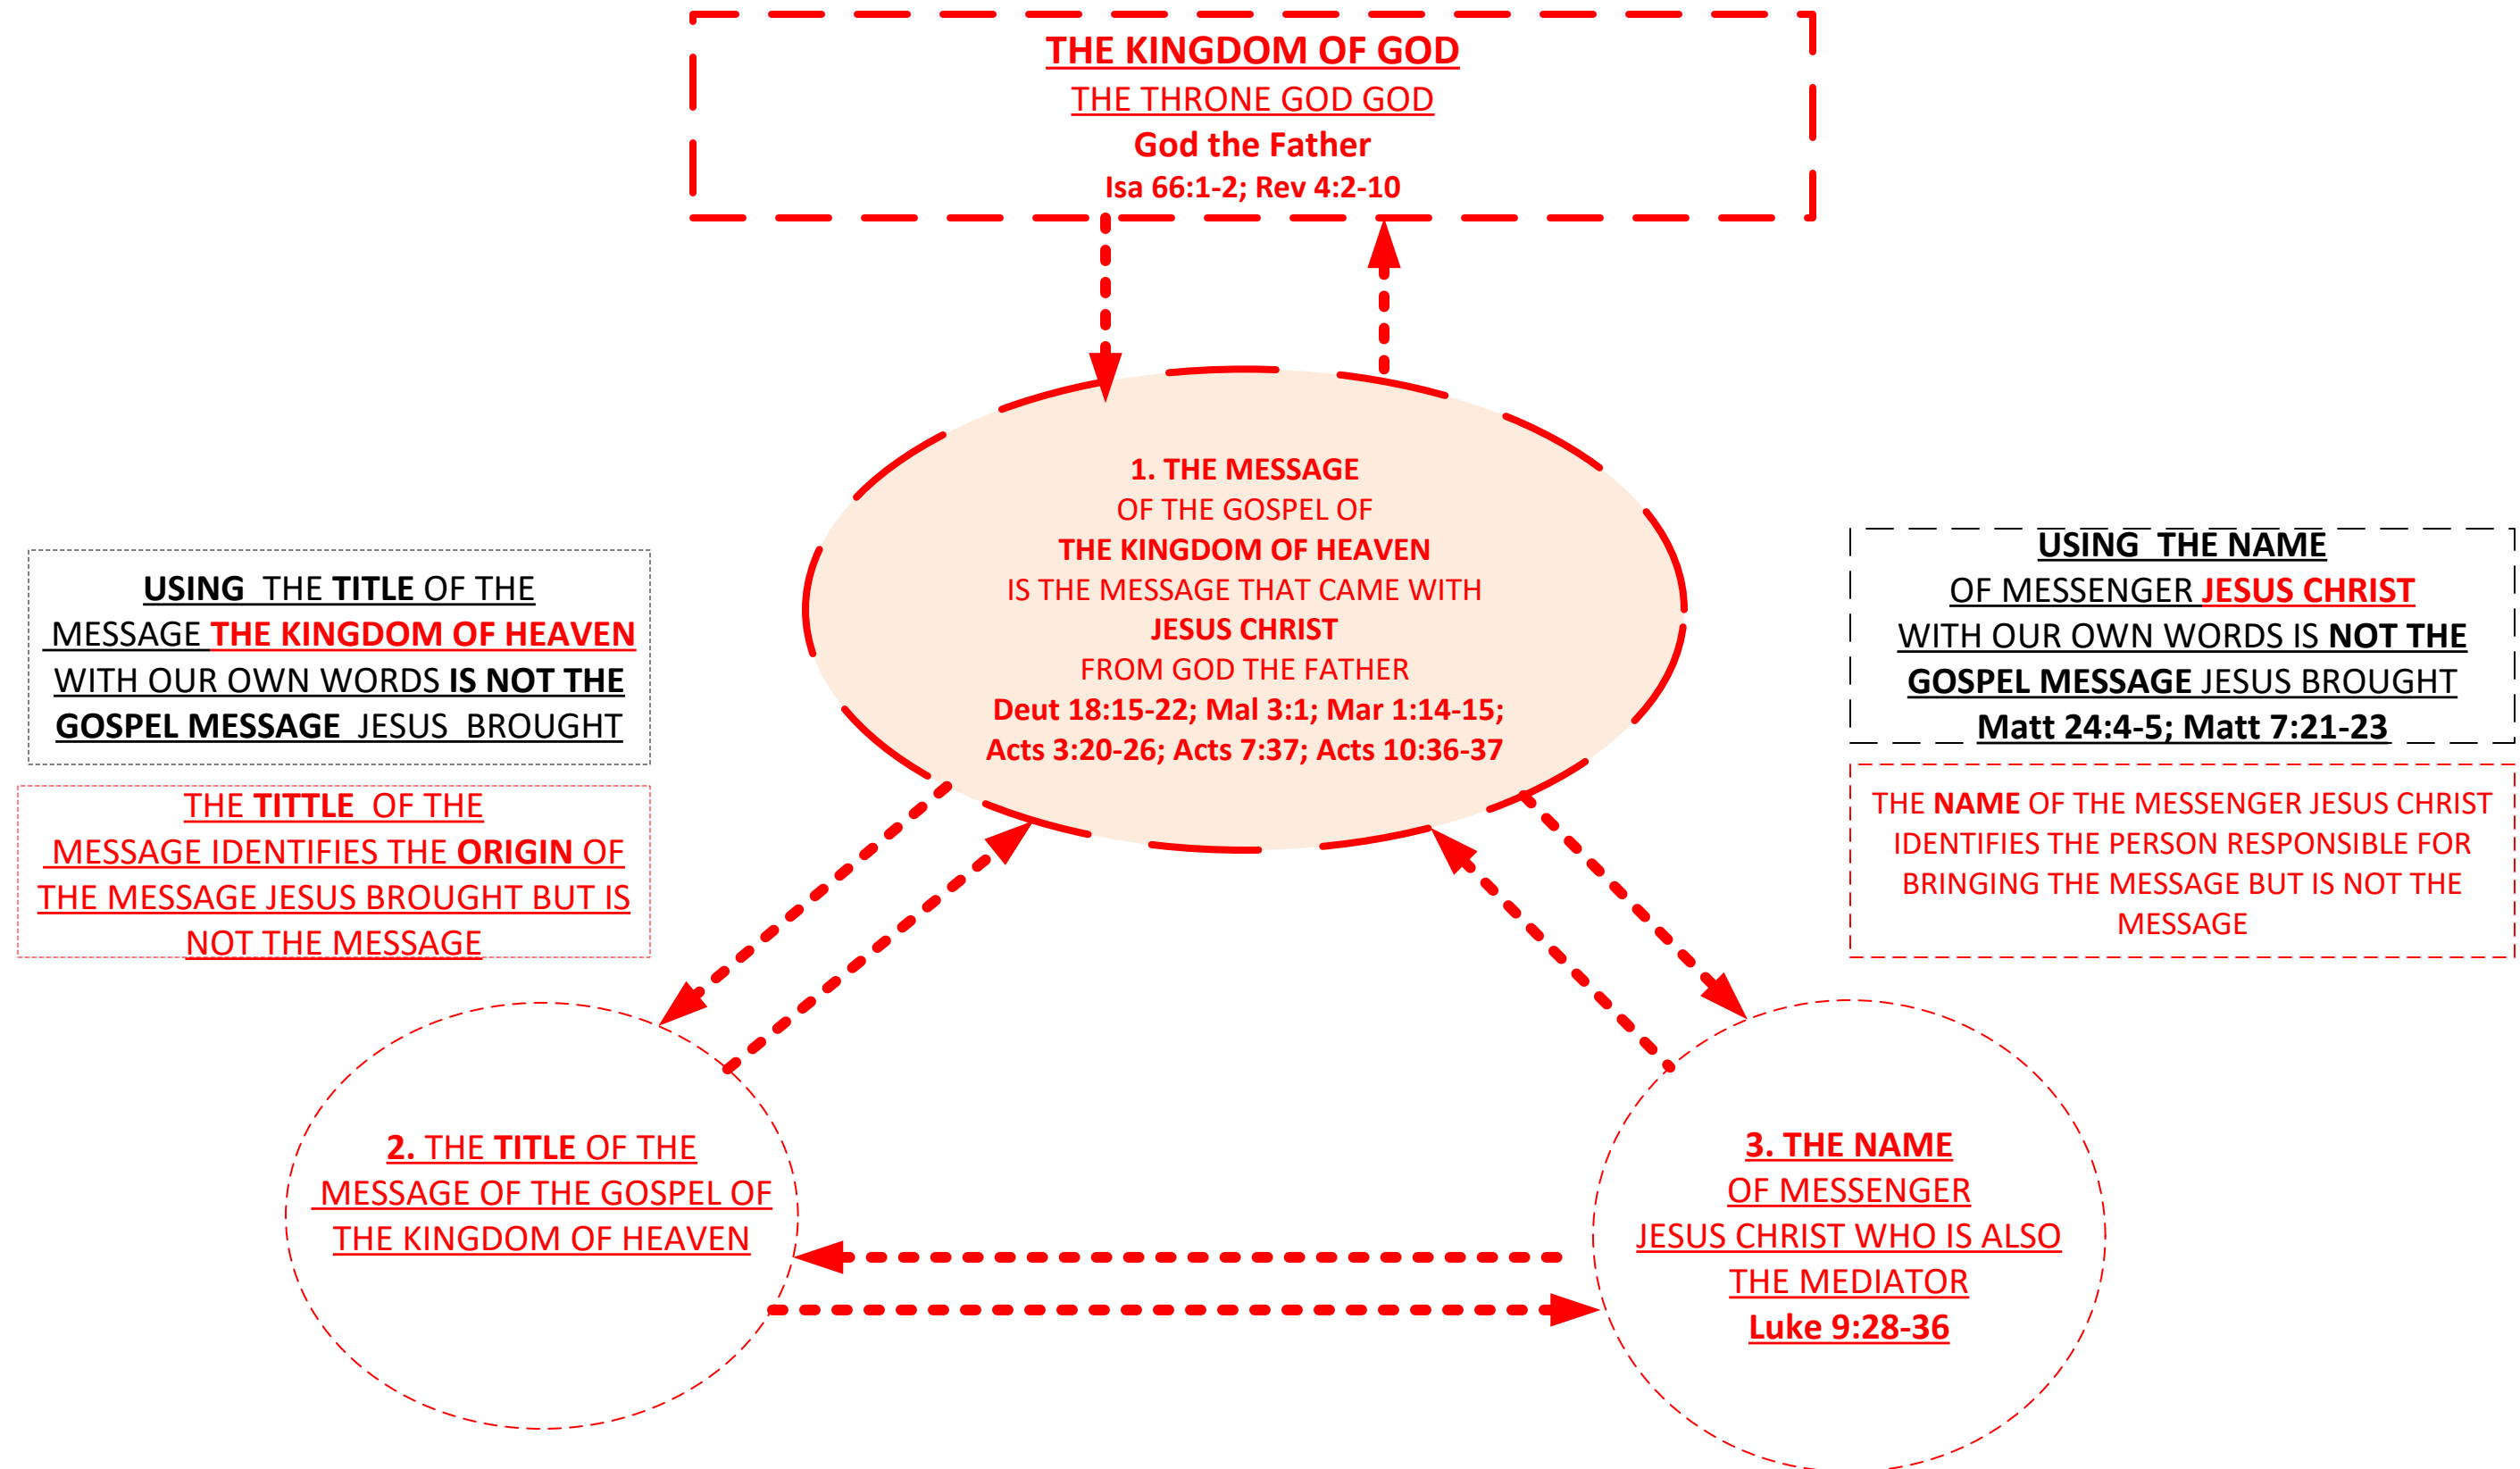 THE KINGDOM OF GOD
THE THRONE GOD GOD
God the Father
Isa 66:1-2; Rev 4:2-10
1. THE MESSAGE
OF THE GOSPEL OF
THE KINGDOM OF HEAVEN
IS THE MESSAGE THAT CAME WITH
JESUS CHRIST
FROM GOD THE FATHER
Deut 18:15-22; Mal 3:1; Mar 1:14-15;
Acts 3:20-26; Acts 7:37; Acts 10:36-37
USING THE TITLE OF THE
MESSAGE THE KINGDOM OF HEAVEN
WITH OUR OWN WORDS IS NOT THE
GOSPEL MESSAGE JESUS BROUGHT
THE TITTLE OF THE
MESSAGE IDENTIFIES THE ORIGIN OF
THE MESSAGE JESUS BROUGHT BUT IS
NOT THE MESSAGE
USING THE NAME
OF MESSENGER JESUS CHRIST
WITH OUR OWN WORDS IS NOT THE
GOSPEL MESSAGE JESUS BROUGHT
Matt 24:4-5; Matt 7:21-23
THE NAME OF THE MESSENGER JESUS CHRIST
IDENTIFIES THE PERSON RESPONSIBLE FOR
BRINGING THE MESSAGE BUT IS NOT THE
MESSAGE
2. THE TITLE OF THE
MESSAGE OF THE GOSPEL OF
THE KINGDOM OF HEAVEN
3. THE NAME
OF MESSENGER
JESUS CHRIST WHO IS ALSO
THE MEDIATOR
Luke 9:28-36